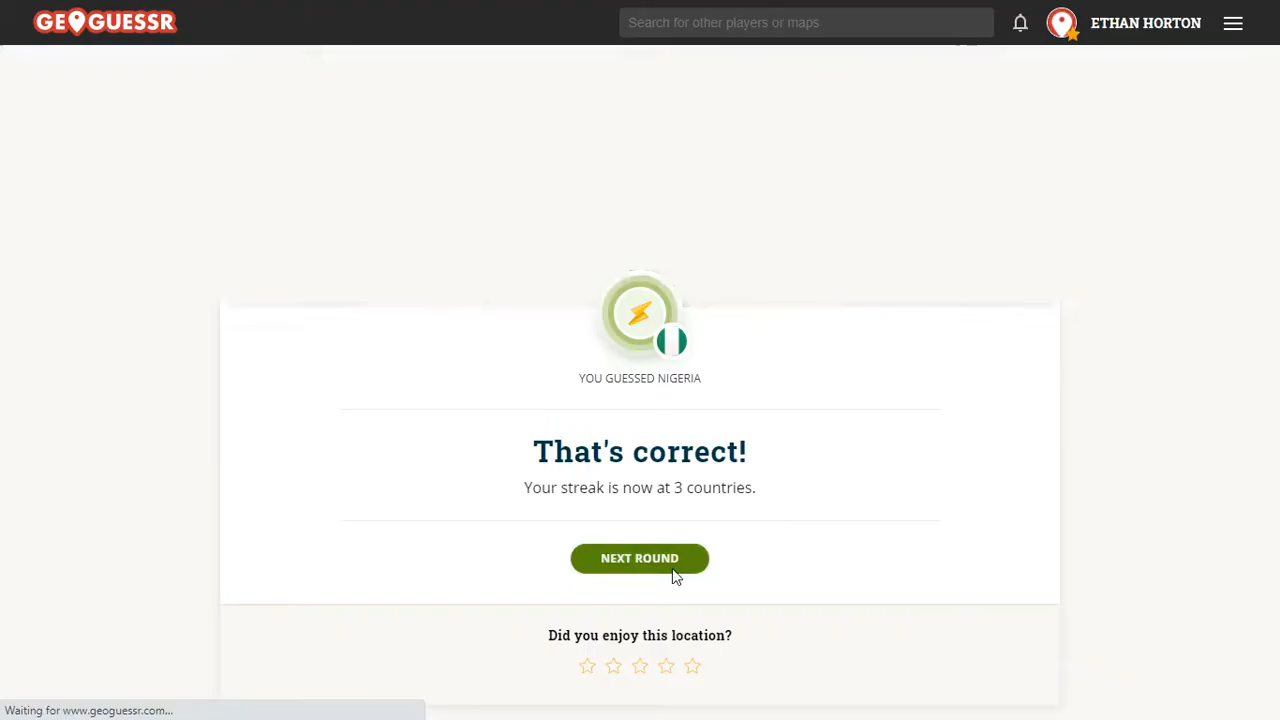 GEOGUESSR
Search for other players or maps
ETHAN HORTON
YOU GUESSED NIGERIA
That's correct!
Your streak is now at 3 countries.
NEXT ROUND
Did you enjoy this location?
Waiting for www.geoguessr.com...